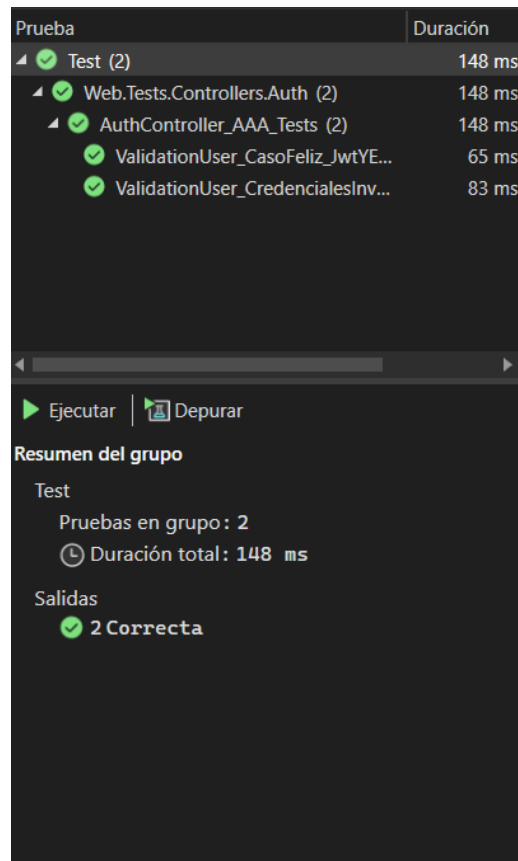 Prueba Duración
Test (2) 148 ms
Web.Tests.Controllers.Auth (2) 148 ms
AuthController_AAA_Tests (2) 148 ms
ValidationUser_CasoFeliz_JwtYE... 65 ms
ValidationUser_CredencialesInv... 83 ms
Ejecutar Depurar
Resumen del grupo
Test
Pruebas en grupo: 2
Duración total: 148 ms
Salidas
2 Correcta